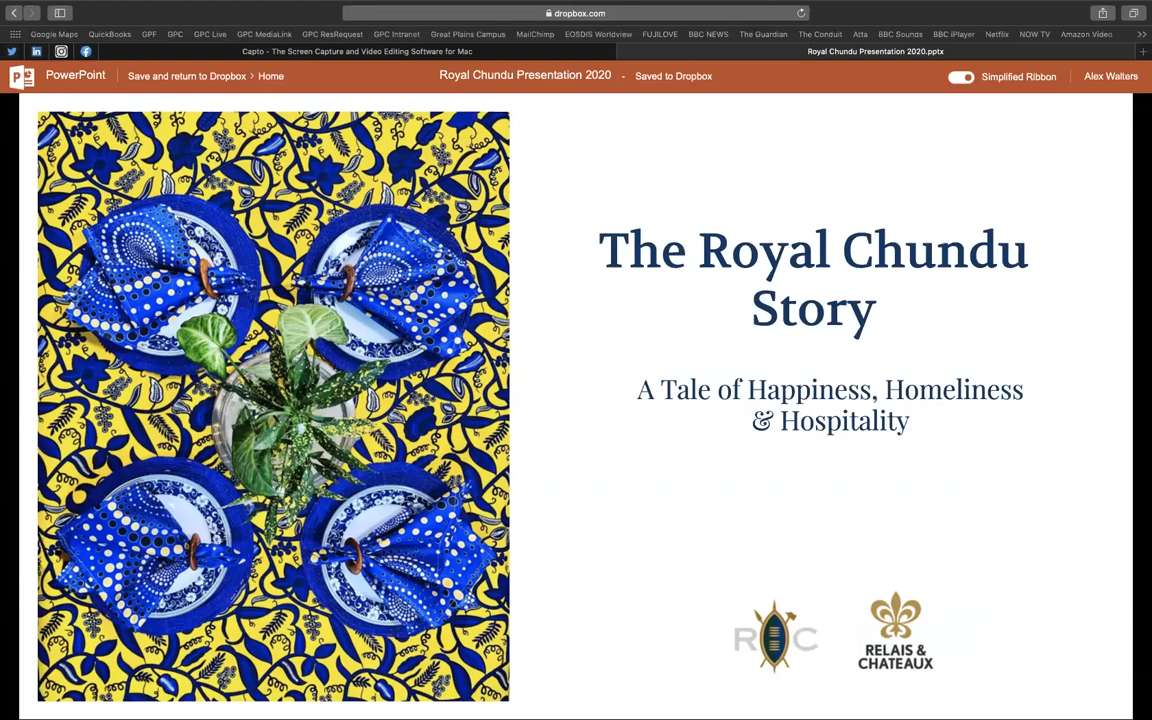 dropbox.com
Google Maps QuickBooks GPF GPC GPC Live GPC MediaLink GPC ResRequest GPC Intranet Great Plains Campus MailChimp EOSDIS Worldview FUJILOVE BBC NEWS The Guardian The Conduit Atta BBC Sounds BBC iPlayer Netflix NOW TV Amazon Video
Capto - The Screen Capture and Video Editing Software for Mac Royal Chundu Presentation 2020.pptx
PowerPoint Save and return to Dropbox > Home Royal Chundu Presentation 2020 - Saved to Dropbox Simplified Ribbon Alex Walters
The Royal Chundu
Story
A Tale of Happiness, Homeliness
& Hospitality
R C
RELAIS &
CHATEAUX